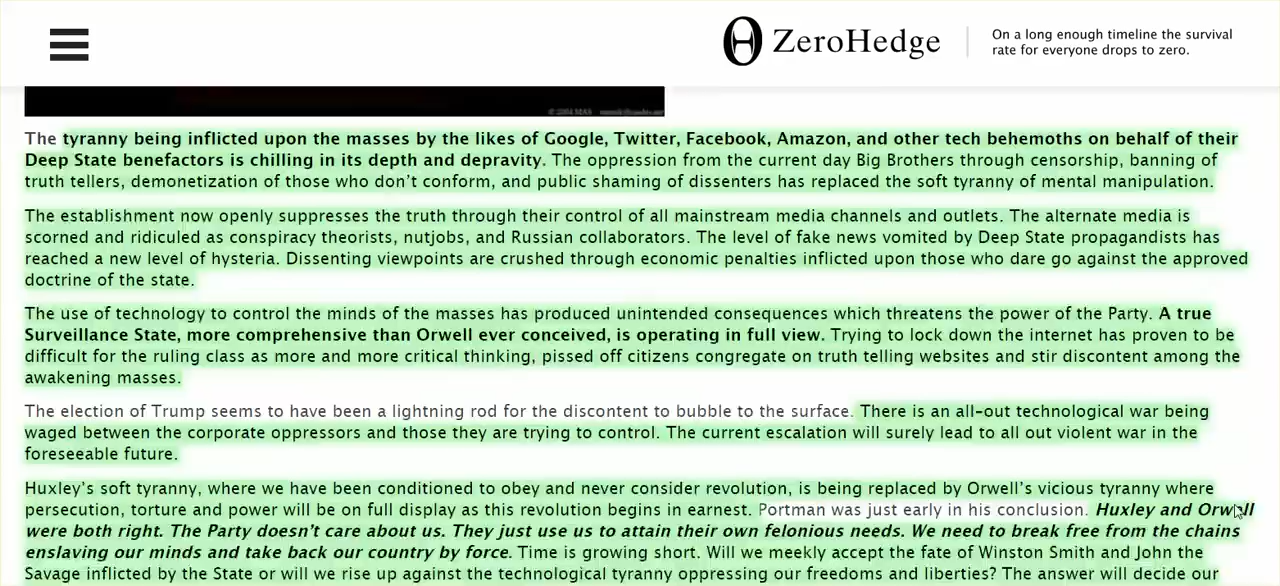 ZeroHedge
On a long enough timeline the survival
rate for everyone drops to zero.
The tyranny being inflicted upon the masses by the likes of Google, Twitter, Facebook, Amazon, and other tech behemoths on behalf of their
Deep State benefactors is chilling in its depth and depravity. The oppression from the current day Big Brothers through censorship, banning of
truth tellers, demonetization of those who don't conform, and public shaming of dissenters has replaced the soft tyranny of mental manipulation.
The establishment now openly suppresses the truth through their control of all mainstream media channels and outlets. The alternate media is
scorned and ridiculed as conspiracy theorists, nutjobs, and Russian collaborators. The level of fake news vomited by Deep State propagandists has
reached a new level of hysteria. Dissenting viewpoints are crushed through economic penalties inflicted upon those who dare go against the approved
doctrine of the state.
The use of technology to control the minds of the masses has produced unintended consequences which threatens the power of the Party. A true
Surveillance State, more comprehensive than Orwell ever conceived, is operating in full view. Trying to lock down the internet has proven to be
difficult for the ruling class as more and more critical thinking, pissed off citizens congregate on truth telling websites and stir discontent among the
awakening masses.
The election of Trump seems to have been a lightning rod for the discontent to bubble to the surface. There is an all-out technological war being
waged between the corporate oppressors and those they are trying to control. The current escalation will surely lead to all out violent war in the
foreseeable future.
Huxley's soft tyranny, where we have been conditioned to obey and never consider revolution, is being replaced by Orwell's vicious tyranny where
persecution, torture and power will be on full display as this revolution begins in earnest. Portman was just early in his conclusion. Huxley and Orwell
were both right. The Party doesn't care about us. They just use us to attain their own felonious needs. We need to break free from the chains
enslaving our minds and take back our country by force. Time is growing short. Will we meekly accept the fate of Winston Smith and John the
Savage inflicted by the State or will we rise up against the technological tyranny oppressing our freedoms and liberties? The answer will decide our